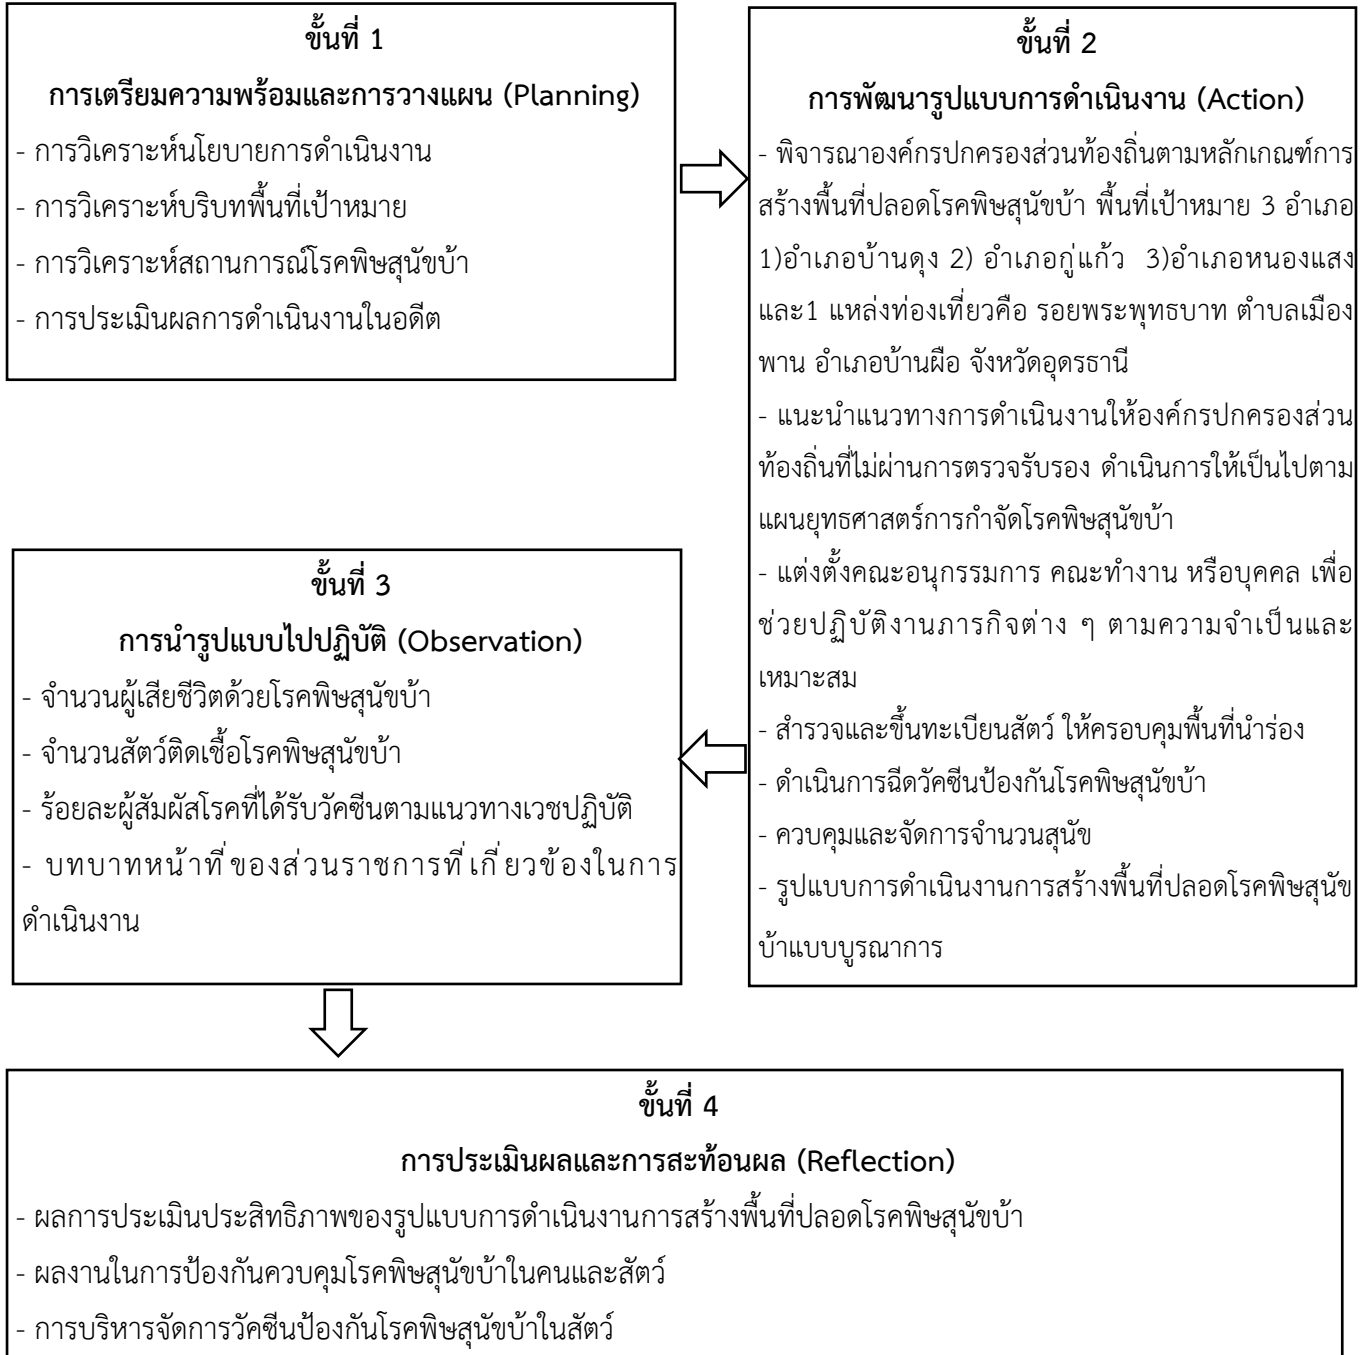 ขั้นที่ 1
การเตรียมความพร้อมและการวางแผน (Planning)
- การวิเคราะห์นโยบายการดำเนินงาน
- การวิเคราะห์บริบทพื้นที่เป้าหมาย
- การวิเคราะห์สถานการณ์โรคพิษสุนัขบ้า
- การประเมินผลการดำเนินงานในอดีต
ขั้นที่ 2
การพัฒนารูปแบบการดำเนินงาน (Action)
- พิจารณาองค์กรปกครองส่วนท้องถิ่นตามหลักเกณฑ์การ
สร้างพื้นที่ปลอดโรคพิษสุนัขบ้า พื้นที่เป้าหมาย 3 อำเภอ
1)อำเภอบ้านดุง 2) อำเภอกู่แก้ว 3)อำเภอหนองแสง
และ1 แหล่งท่องเที่ยวคือ รอยพระพุทธบาท ตำบลเมือง
พาน อำเภอบ้านผือ จังหวัดอุดรธานี
- แนะนำแนวทางการดำเนินงานให้องค์กรปกครองส่วน
ท้องถิ่นที่ไม่ผ่านการตรวจรับรอง ดำเนินการให้เป็นไปตาม
แผนยุทธศาสตร์การกำจัดโรคพิษสุนัขบ้า
- แต่งตั้งคณะอนุกรรมการ คณะทำงาน หรือบุคคล เพื่อ
ช่วยปฏิบัติงานภารกิจต่าง ๆ ตามความจำเป็นและ
เหมาะสม
- สำรวจและขึ้นทะเบียนสัตว์ ให้ครอบคลุมพื้นที่นำร่อง
- ดำเนินการฉีดวัคซีนป้องกันโรคพิษสุนัขบ้า
- ควบคุมและจัดการจำนวนสุนัข
- รูปแบบการดำเนินงานการสร้างพื้นที่ปลอดโรคพิษสุนัข
บ้าแบบบูรณาการ
ขั้นที่ 3
การนำรูปแบบไปปฏิบัติ (Observation)
- จำนวนผู้เสียชีวิตด้วยโรคพิษสุนัขบ้า
- จำนวนสัตว์ติดเชื้อโรคพิษสุนัขบ้า
- ร้อยละผู้สัมผัสโรคที่ได้รับวัคซีนตามแนวทางเวชปฏิบัติ
- บทบาทหน้าที่ของส่วนราชการที่เกี่ยวข้องในการ
ดำเนินงาน
ขั้นที่ 4
การประเมินผลและการสะท้อนผล (Reflection)
- ผลการประเมินประสิทธิภาพของรูปแบบการดำเนินงานการสร้างพื้นที่ปลอดโรคพิษสุนัขบ้า
- ผลงานในการป้องกันควบคุมโรคพิษสุนัขบ้าในคนและสัตว์
- การบริหารจัดการวัคซีนป้องกันโรคพิษสุนัขบ้าในสัตว์